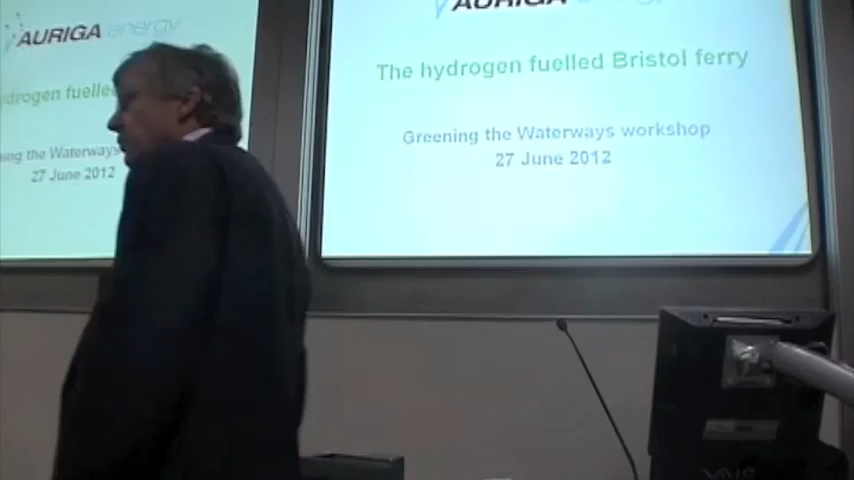 AURIGA energy
drogen fuelle
ing the Waterways
27 June 2012
AURIGA
The hydrogen fuelled Bristol ferry
Greening the Waterways workshop
27 June 2012